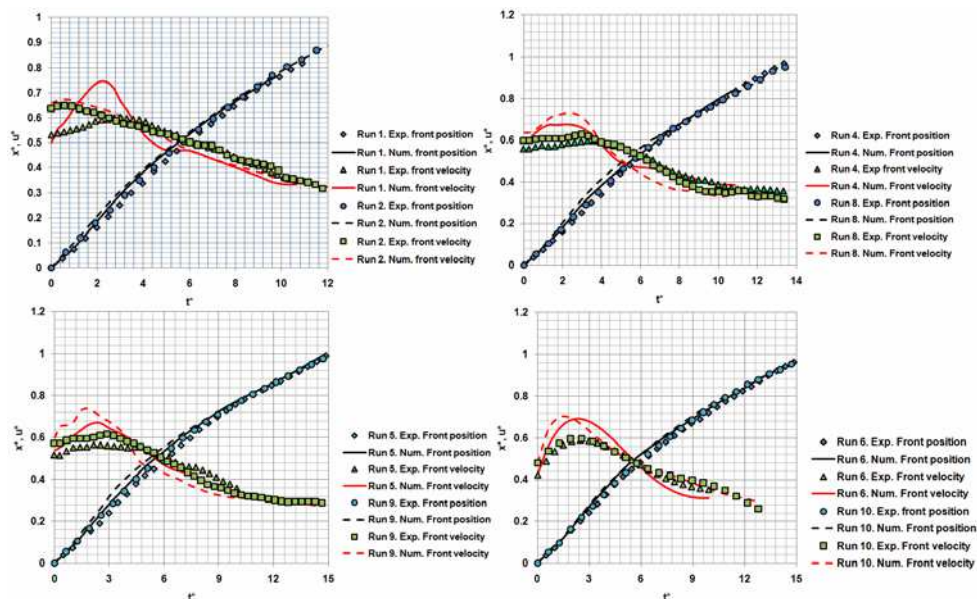 1
0.9
0.8
0.7
0.6
0.5
0.4
0.3
0.2
0.1
0
x*, u*
0 2 4 6 8 10 12
t*
Run 1. Exp. front position
Run 1. Num. front position
Run 1. Exp. front velocity
Run 1. Num. front velocity
Run 2. Exp. front position
Run 2. Num. front position
Run 2. Exp. front velocity
Run 2. Num. front velocity
1.2
1
0.8
0.6
0.4
0.2
0
x*, u*
0 2 4 6 8 10 12 14
t*
Run 4. Exp. Front position
Run 4. Num. Front position
Run 4. Exp. Front velocity
Run 4. Num. Front velocity
Run 8. Exp. Front position
Run 8. Num. Front position
Run 8. Exp. Front velocity
Run 8. Num. Front velocity
1.2
1
0.8
0.6
0.4
0.2
0
x*, u*
0 3 6 9 12 15
t*
Run 5. Exp. Front position
Run 5. Num. Front position
Run 5. Exp. Front velocity
Run 5. Num. Front velocity
Run 9. Exp. Front position
Run 9. Num. Front position
Run 9. Exp. Front velocity
Run 9. Num. Front velocity
1.2
1
0.8
0.6
0.4
0.2
0
x*, u*
0 3 6 9 12 15
t*
Run 6. Exp. Front position
Run 6. Num. Front position
Run 6. Exp. Front velocity
Run 6. Num. Front velocity
Run 10. Exp. front position
Run 10. Num. Front position
Run 10. Exp. Front velocity
Run 10. Num. Front velocity